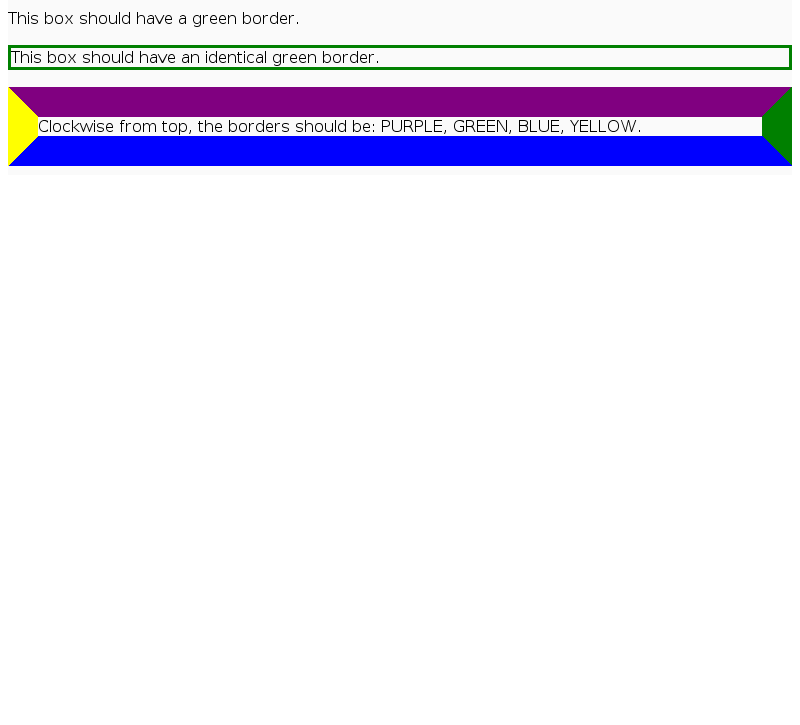 This box should have a green border.
This box should have an identical green border.
Clockwise from top, the borders should be: PURPLE, GREEN, BLUE, YELLOW.